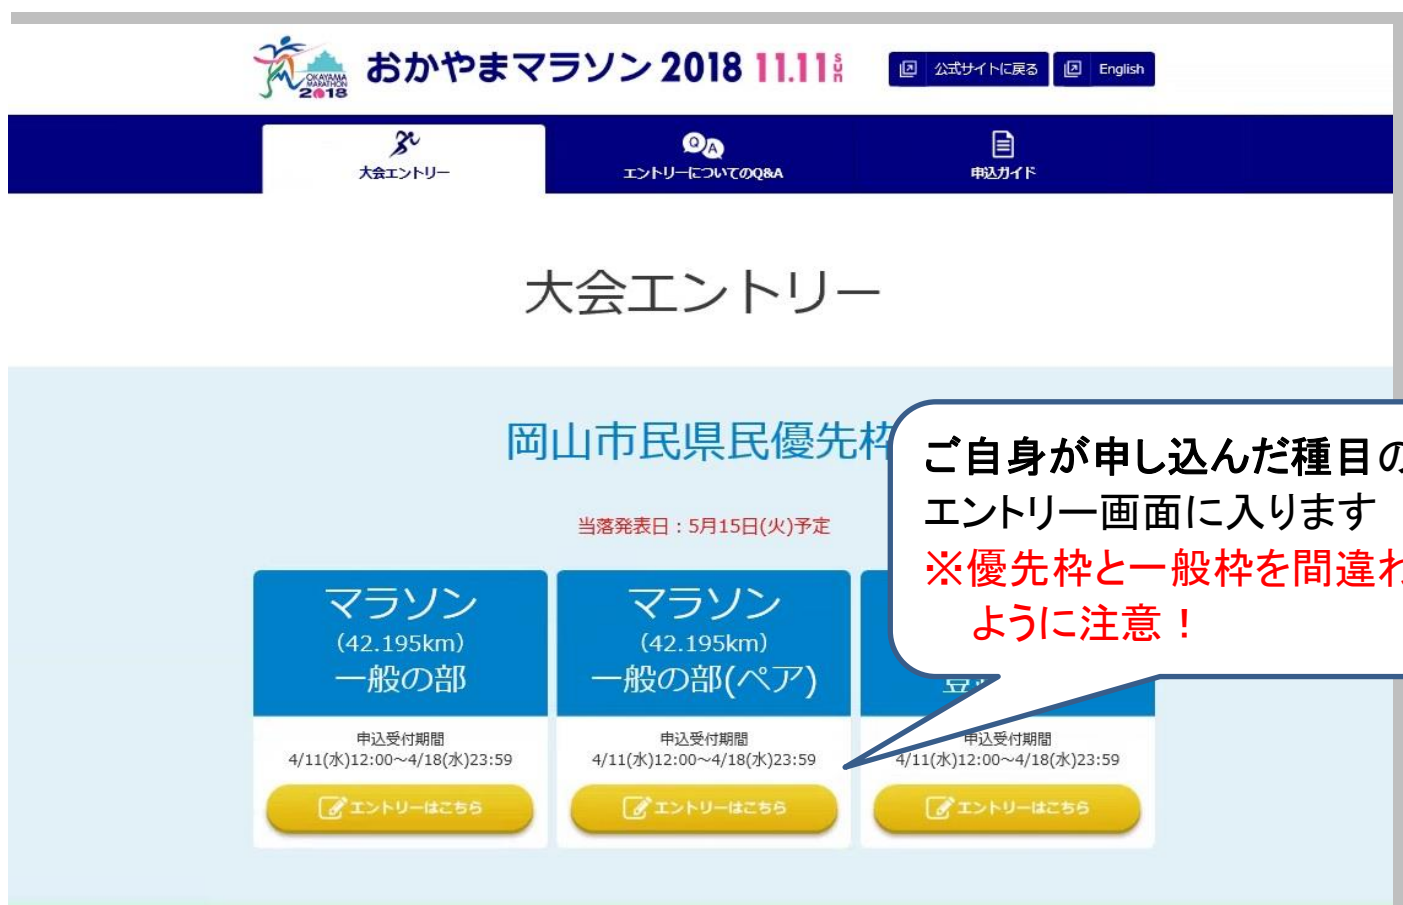 OKAYAMA
MARATHON
2018
おかやまマラソン 2018 11.11 SUN
公式サイトに戻る
English
大会エントリー
エントリーについてのQ&A
申込ガイド
大会エントリー
岡山市民県民優先枠
当落発表日：5月15日(火)予定
ご自身が申し込んだ種目の
エントリー画面に入ります
※優先枠と一般枠を間違わ
ように注意！
マラソン
（42.195km）
一般の部
申込受付期間
4/11(水)12:00～4/18(水)23:59
エントリーはこちら
マラソン
（42.195km）
一般の部(ペア)
申込受付期間
4/11(水)12:00～4/18(水)23:59
エントリーはこちら
申込受付期間
4/11(水)12:00～4/18(水)23:59
エントリーはこちら